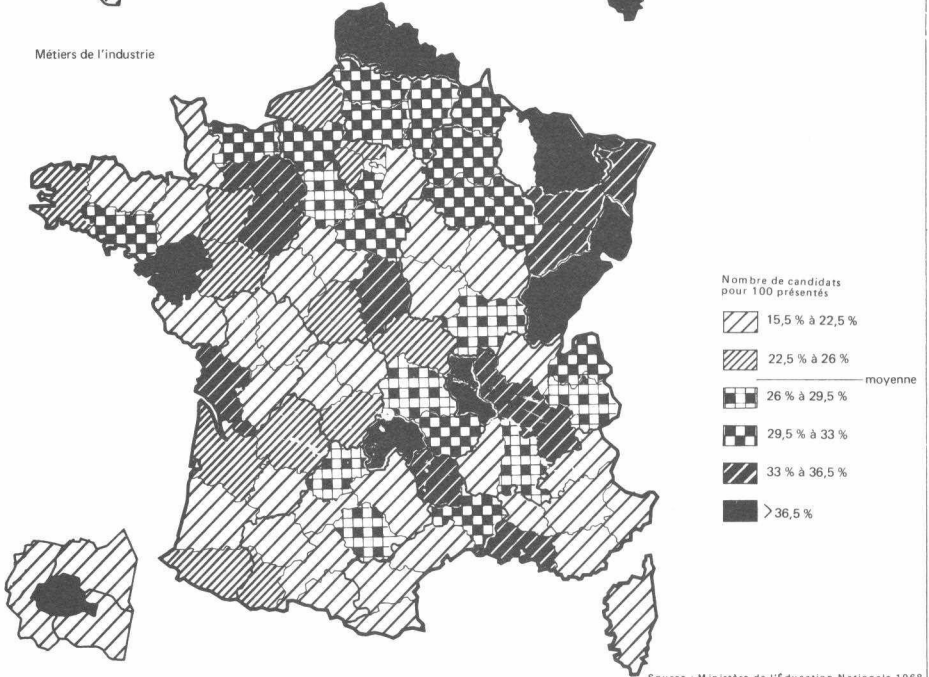 Métiers de l'industrie
Nombre de candidats
pour 100 présentés
15,5 % à 22,5 %
22,5 % à 26 %
moyenne
26 % à 29,5 %
29,5 % à 33 %
33 % à 36,5 %
> 36,5 %
Source : Ministère de l'Éducation Nationale 1968